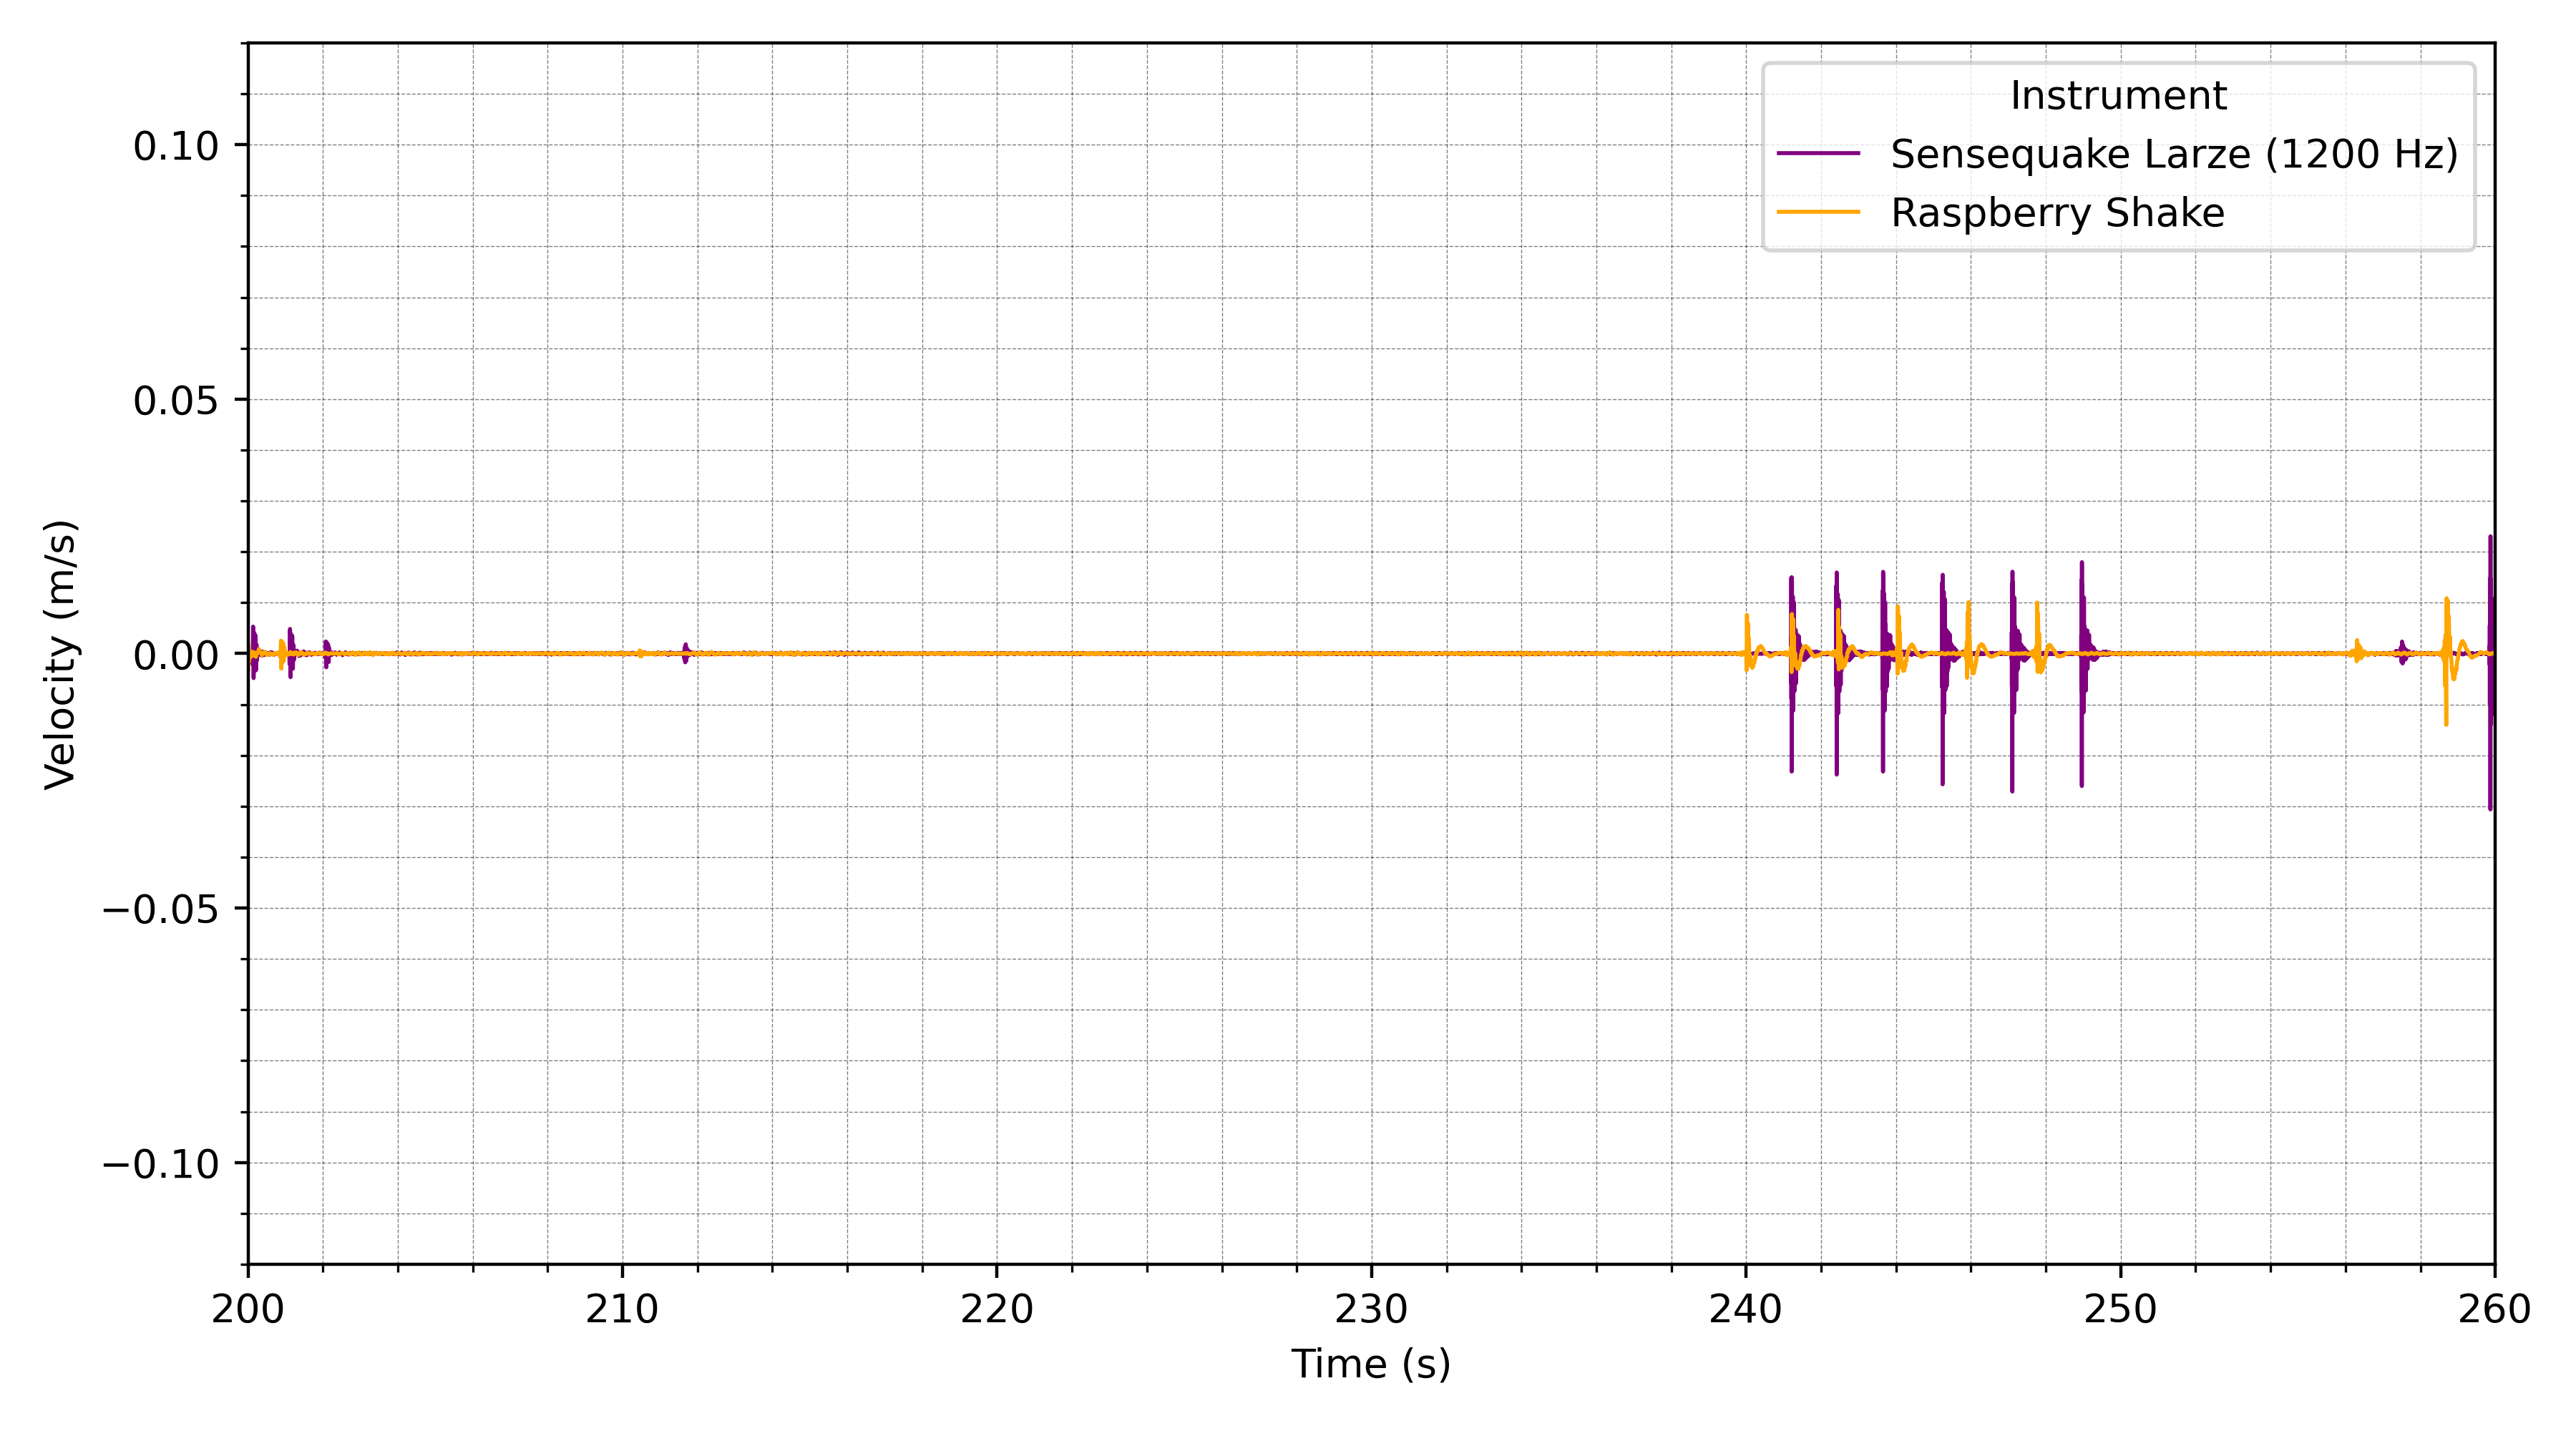 Instrument
Sensequake Larze (1200 Hz)
Raspberry Shake
0.10
0.05
0.00
−0.05
−0.10
Velocity (m/s)
200 210 220 230 240 250 260
Time (s)